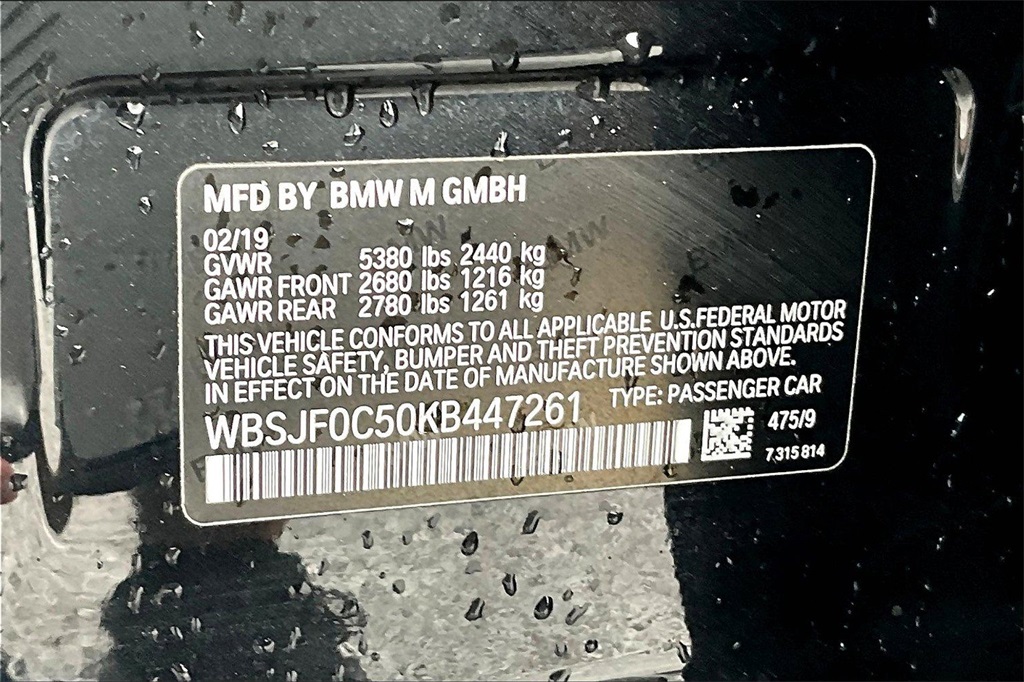 MFD BY BMW M GMBH
02/19
GVWR 5380 lbs 2440 kg
GAWR FRONT 2680 lbs 1216 kg
GAWR REAR 2780 lbs 1261 kg
THIS VEHICLE CONFORMS TO ALL APPLICABLE U.S.FEDERAL MOTOR
VEHICLE SAFETY, BUMPER AND THEFT PREVENTION STANDARDS
IN EFFECT ON THE DATE OF MANUFACTURE SHOWN ABOVE.
WBSJF0C50KB447261 TYPE: PASSENGER CAR
475/9
7 315 814